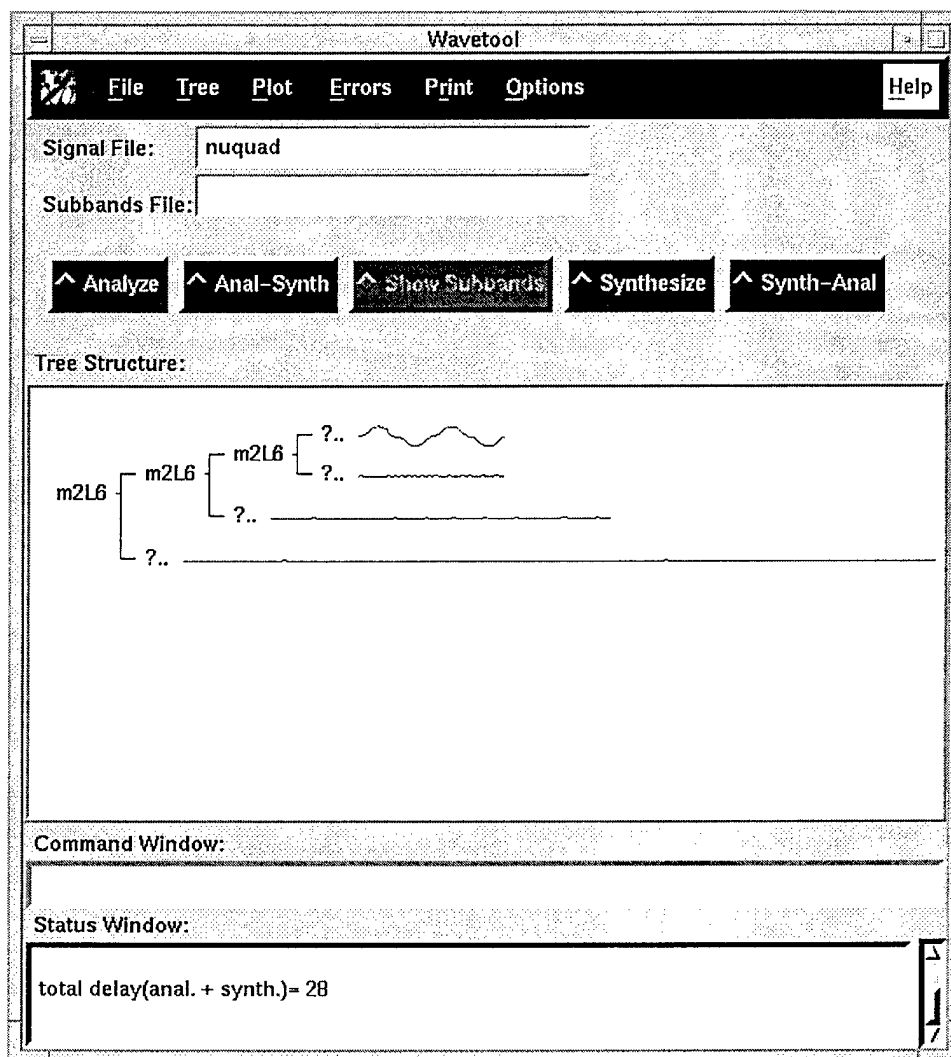 Wavetool
File Tree Plot Errors Print Options Help
Signal File: nuquad
Subbands File:
^ Analyze ^ Anal-Synth ^ Show Subbands ^ Synthesize ^ Synth-Anal
Tree Structure:
?..
m2L6
?..
m2L6
m2L6
?..
?..
Command Window:
Status Window:
total delay(anal. + synth.)= 28